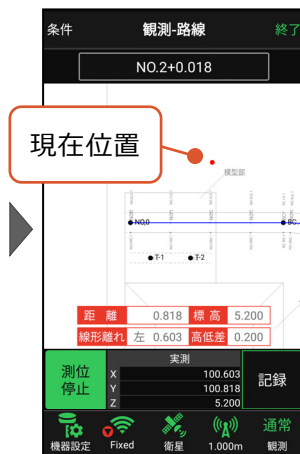 条件 観測-路線 終了
NO.2+0.018
現在位置
模型部
NO,0
BC
T-1 T-2
距離 0.818 標高 5.200
線形離れ 左 0.603 高低差 0.200
測位停止
実測
X 100.603
Y 100.818
Z 5.200
記録
機器設定 Fixed 衛星 1.000m 通常
観測